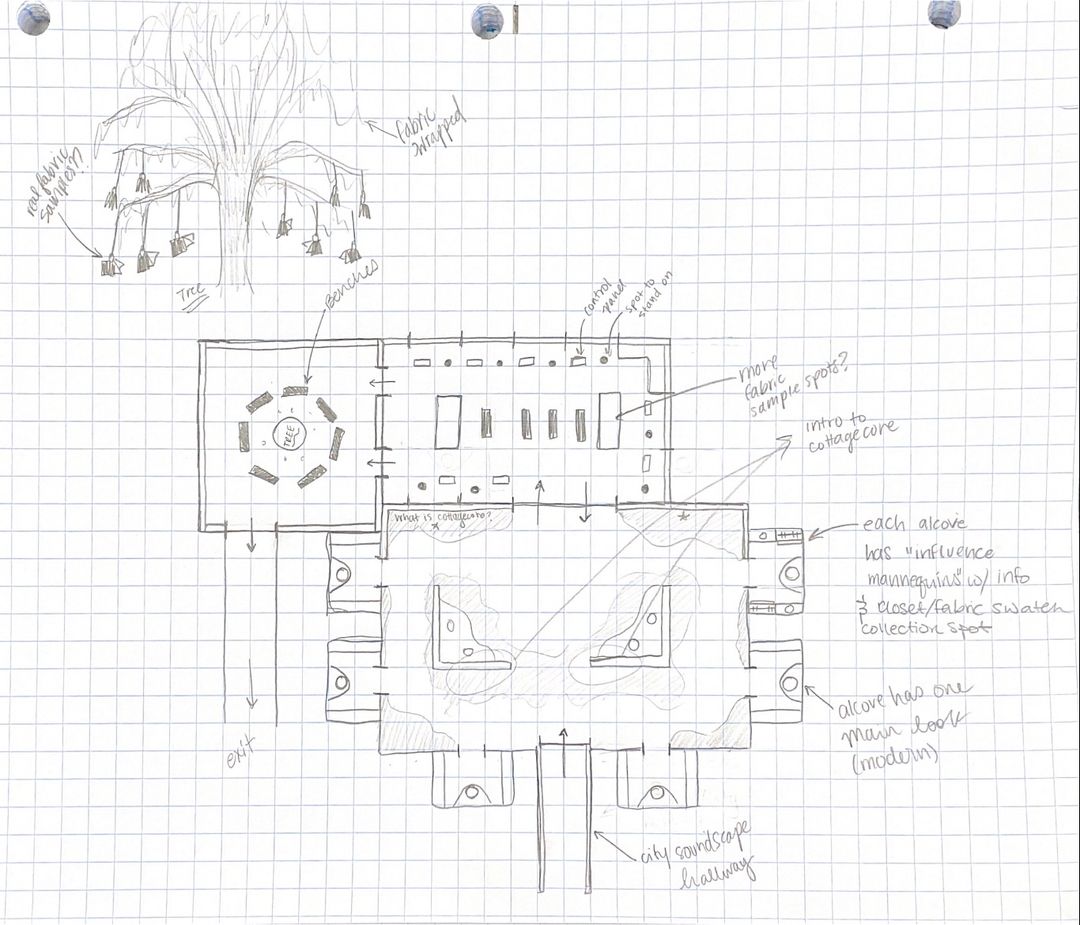 fabric
wrapped
real fabric
samples?!
Tree
Benches
control
panel
spot to
stand on
more
fabric
sample spots?
intro to
cottagecore
TREE
What is cottagecore?
*
*
each alcove
has "influence
mannequins" w/ info
& closet/fabric swatch
collection spot
alcove has one
main look
(modern)
exit
city soundscape
hallway